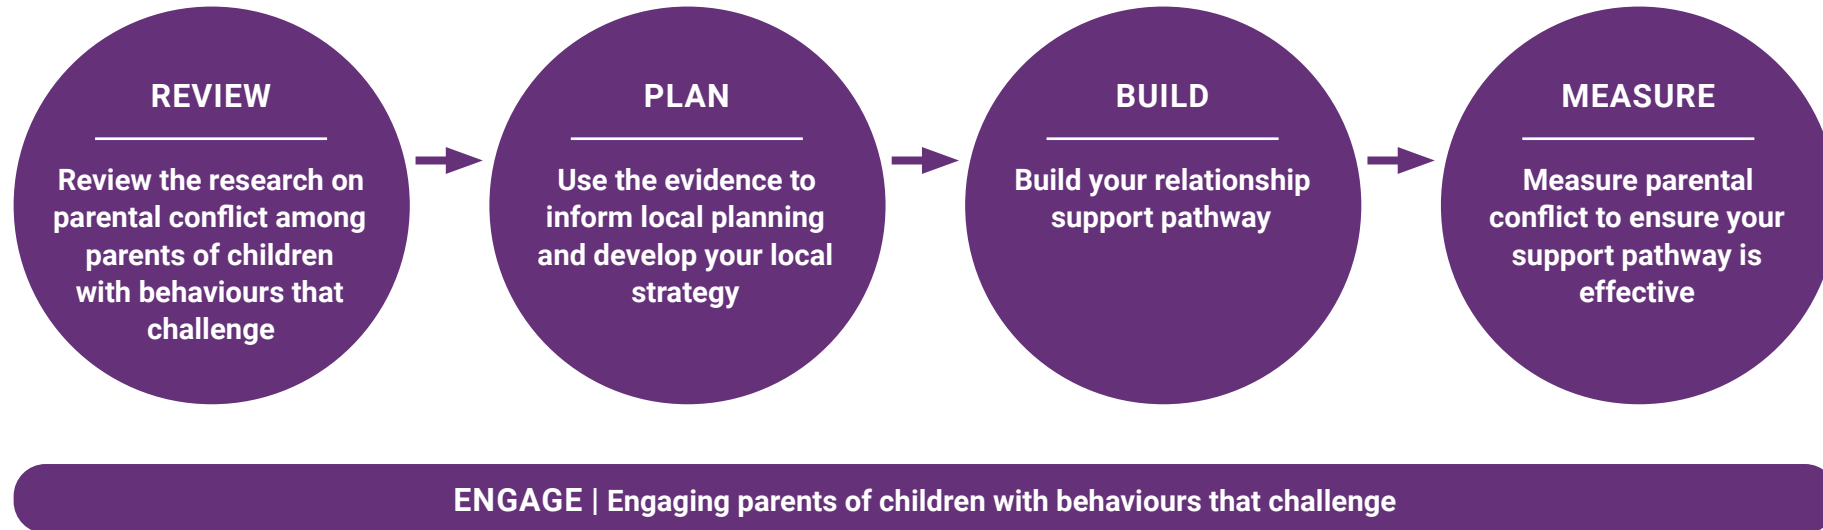 REVIEW
Review the research on
parental conflict among
parents of children
with behaviours that
challenge
PLAN
Use the evidence to
inform local planning
and develop your local
strategy
BUILD
Build your relationship
support pathway
MEASURE
Measure parental
conflict to ensure your
support pathway is
effective
ENGAGE | Engaging parents of children with behaviours that challenge